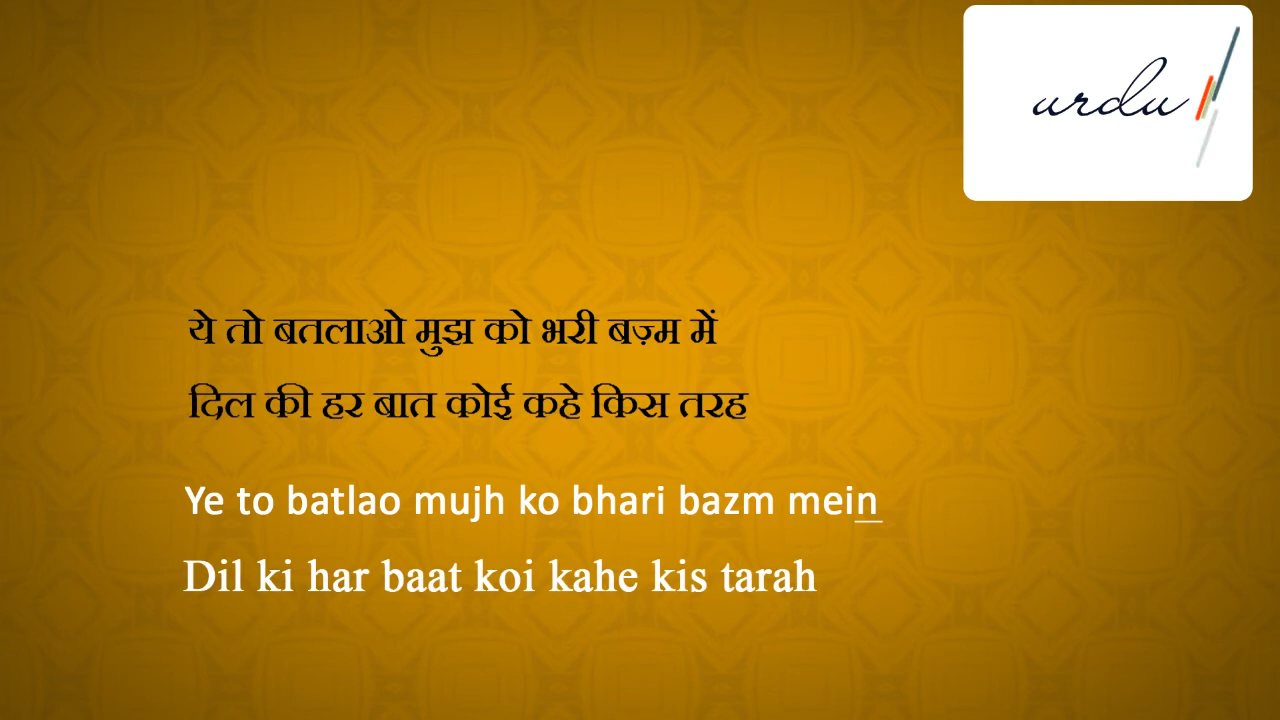 urdu
ये तो बतलाओ मुझ को भरी बज़्म में
दिल की हर बात कोई कहे किस तरह
Ye to batlao mujh ko bhari bazm mein
Dil ki har baat koi kahe kis tarah